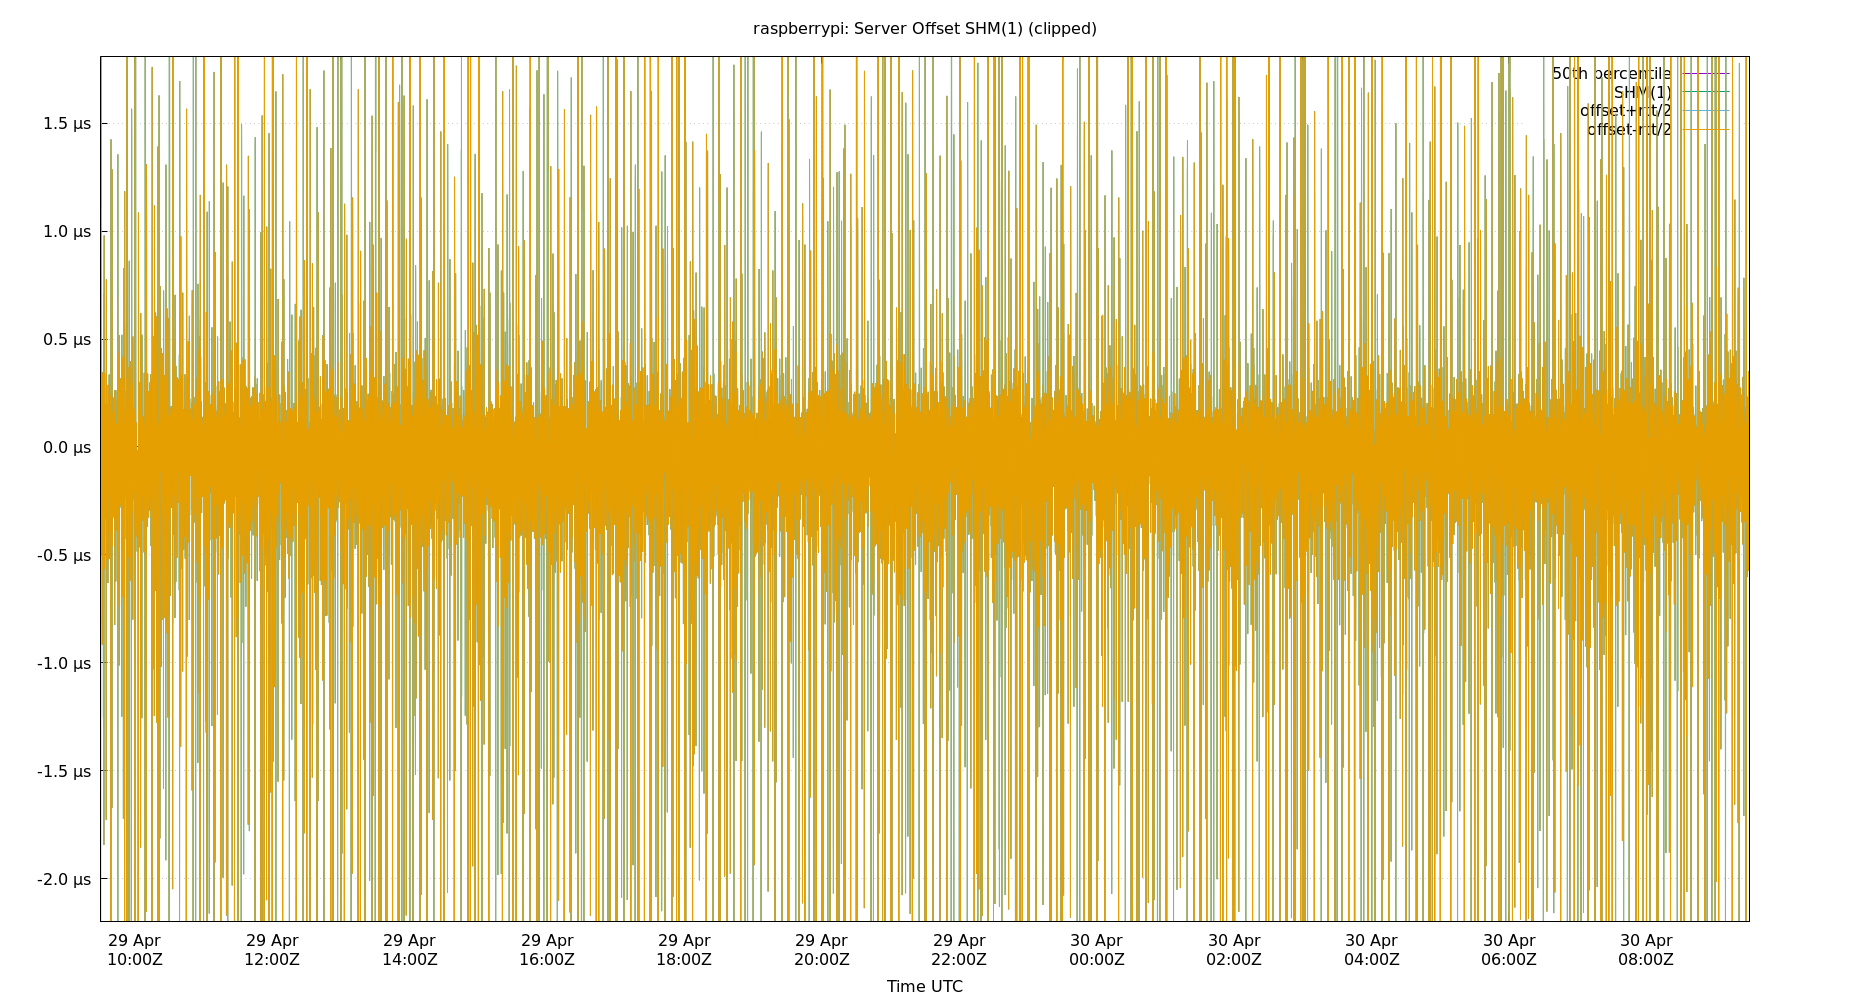 raspberrypi: Server Offset SHM(1) (clipped)
50th percentile
SHM(1)
offset+rtt/2
offset-rtt/2
1.5 µs
1.0 µs
0.5 µs
0.0 µs
-0.5 µs
-1.0 µs
-1.5 µs
-2.0 µs
29 Apr 29 Apr 29 Apr 29 Apr 29 Apr 29 Apr 29 Apr 30 Apr 30 Apr 30 Apr 30 Apr 30 Apr
10:00Z 12:00Z 14:00Z 16:00Z 18:00Z 20:00Z 22:00Z 00:00Z 02:00Z 04:00Z 06:00Z 08:00Z
Time UTC